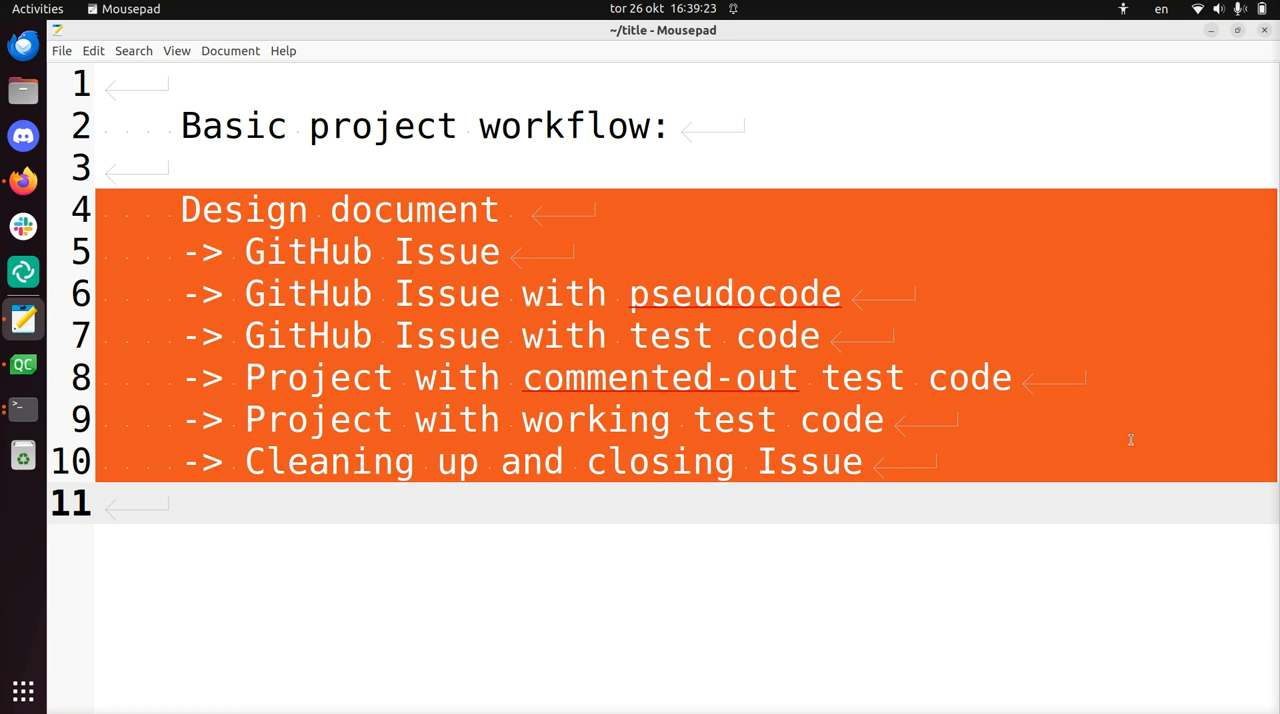 Activities Mousepad tor 26 okt 16:39:23 en
~/title - Mousepad
File Edit Search View Document Help
1
2 Basic project workflow:
3
4 Design document
5 -> GitHub Issue
6 -> GitHub Issue with pseudocode
7 -> GitHub Issue with test code
8 -> Project with commented-out test code
9 -> Project with working test code
10 -> Cleaning up and closing Issue
11
QC